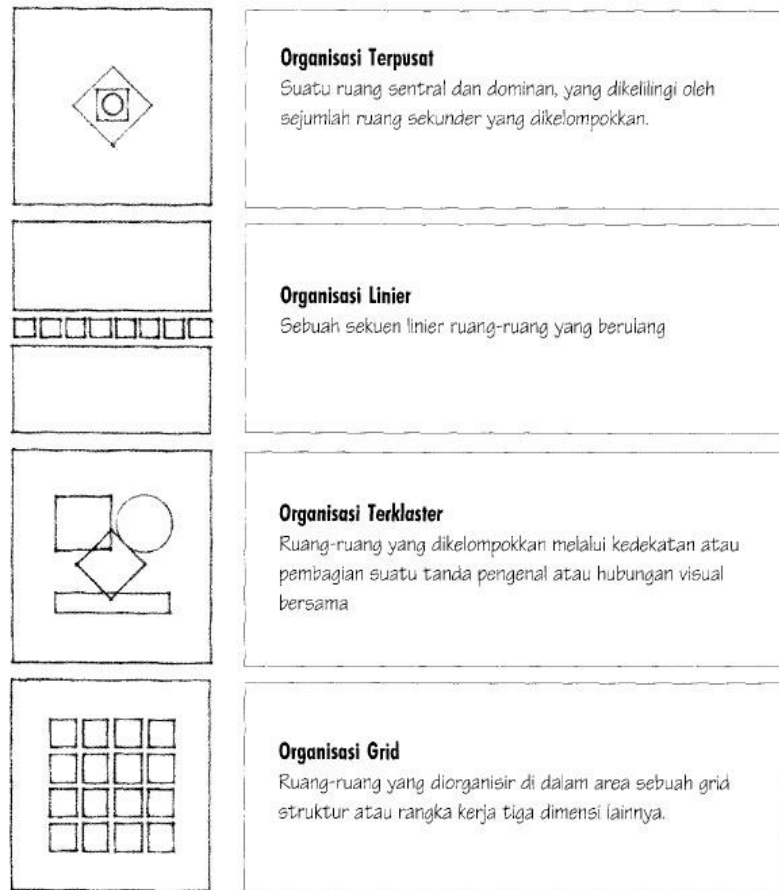 Organisasi Terpusat
Suatu ruang sentral dan dominan, yang dikelilingi oleh
sejumlah ruang sekunder yang dikelompokkan.
Organisasi Linier
Sebuah sekuen linier ruang-ruang yang berulang
Organisasi Terklaster
Ruang-ruang yang dikelompokkan melalui kedekatan atau
pembagian suatu tanda pengenal atau hubungan visual
bersama
Organisasi Grid
Ruang-ruang yang diorganisir di dalam area sebuah grid
struktur atau rangka kerja tiga dimensi lainnya.